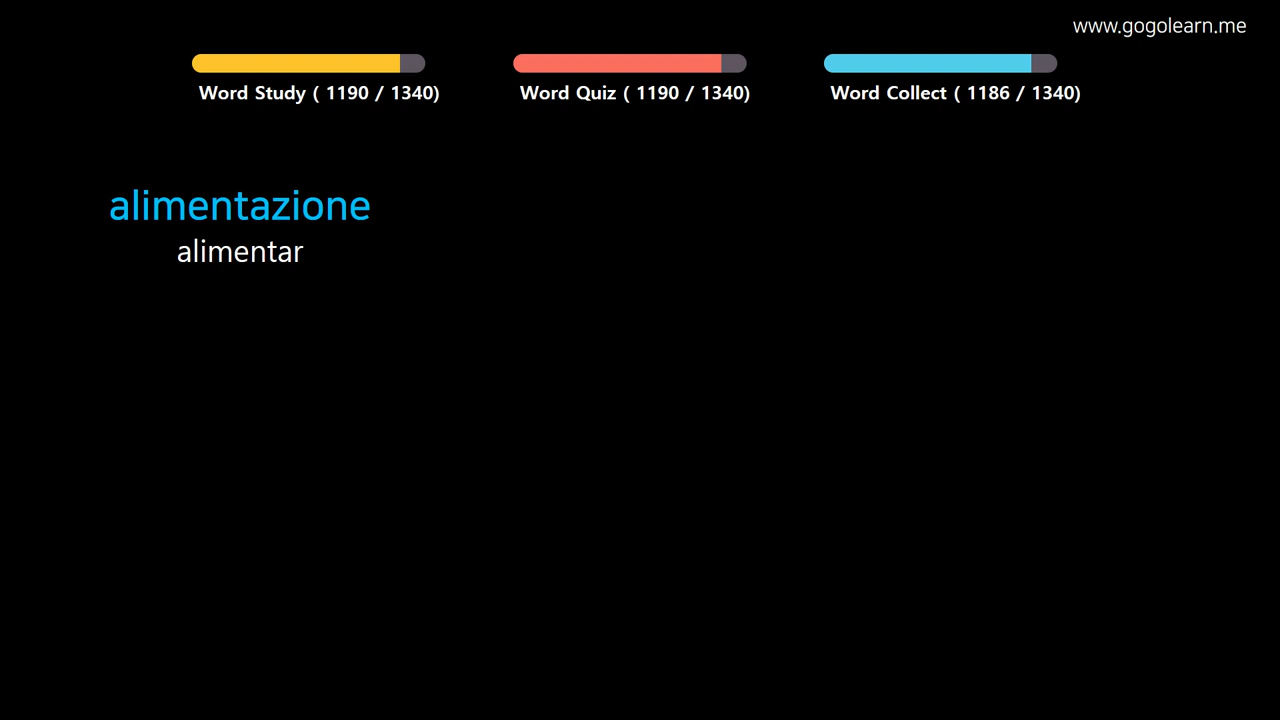 www.gogolearn.me
Word Study ( 1190 / 1340)
Word Quiz ( 1190 / 1340)
Word Collect ( 1186 / 1340)
alimentazione
alimentar